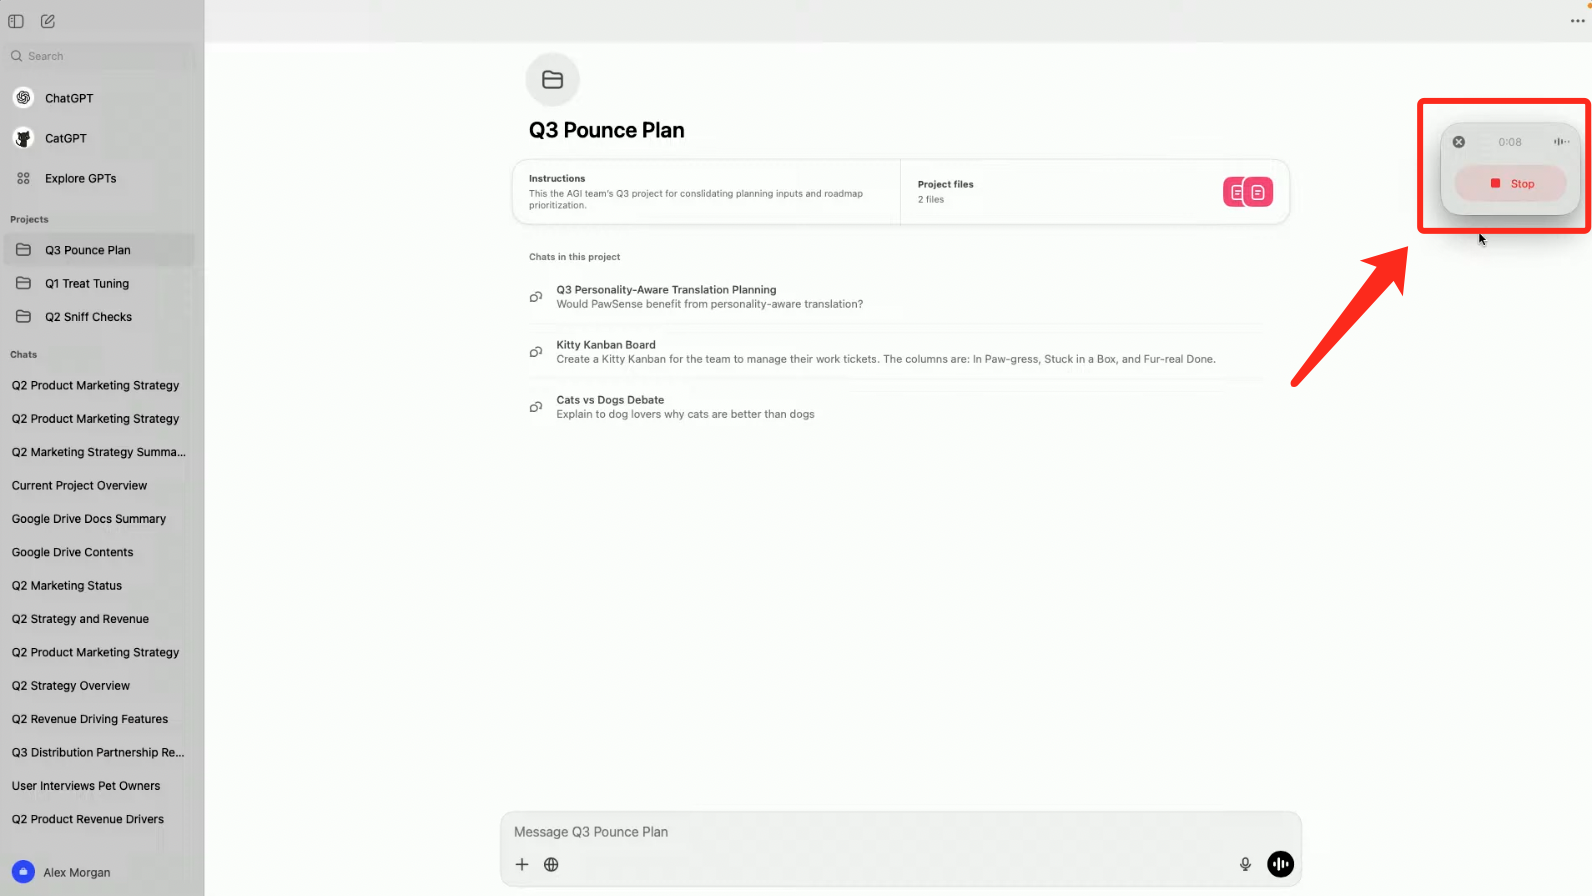 Search
ChatGPT
CatGPT
Explore GPTs
Projects
Q3 Pounce Plan
Q1 Treat Tuning
Q2 Sniff Checks
Chats
Q2 Product Marketing Strategy
Q2 Product Marketing Strategy
Q2 Marketing Strategy Summa...
Current Project Overview
Google Drive Docs Summary
Google Drive Contents
Q2 Marketing Status
Q2 Strategy and Revenue
Q2 Product Marketing Strategy
Q2 Strategy Overview
Q2 Revenue Driving Features
Q3 Distribution Partnership Re...
User Interviews Pet Owners
Q2 Product Revenue Drivers
Alex Morgan
Q3 Pounce Plan
Instructions
This the AGI team's Q3 project for conslidating planning inputs and roadmap
prioritization.
Project files
2 files
Chats in this project
Q3 Personality-Aware Translation Planning
Would PawSense benefit from personality-aware translation?
Kitty Kanban Board
Create a Kitty Kanban for the team to manage their work tickets. The columns are: In Paw-gress, Stuck in a Box, and Fur-real Done.
Cats vs Dogs Debate
Explain to dog lovers why cats are better than dogs
0:08
Stop
Message Q3 Pounce Plan